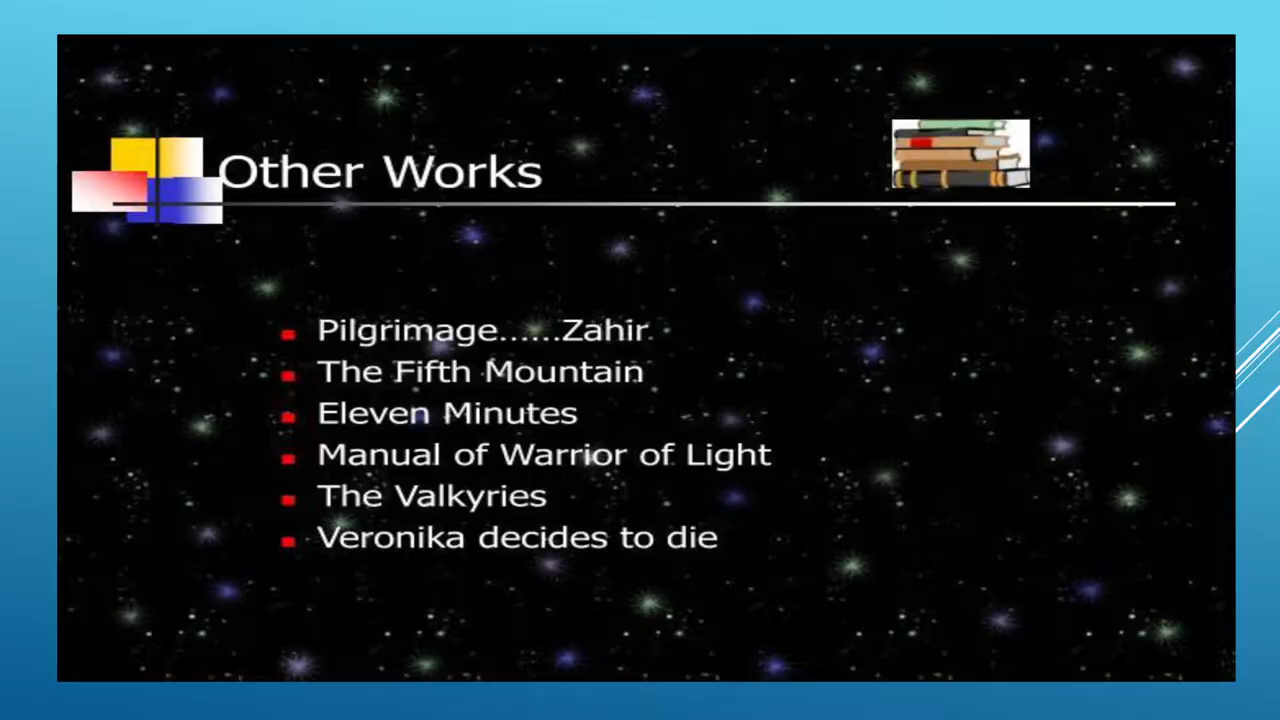 Other Works
Pilgrimage......Zahir
The Fifth Mountain
Eleven Minutes
Manual of Warrior of Light
The Valkyries
Veronika decides to die